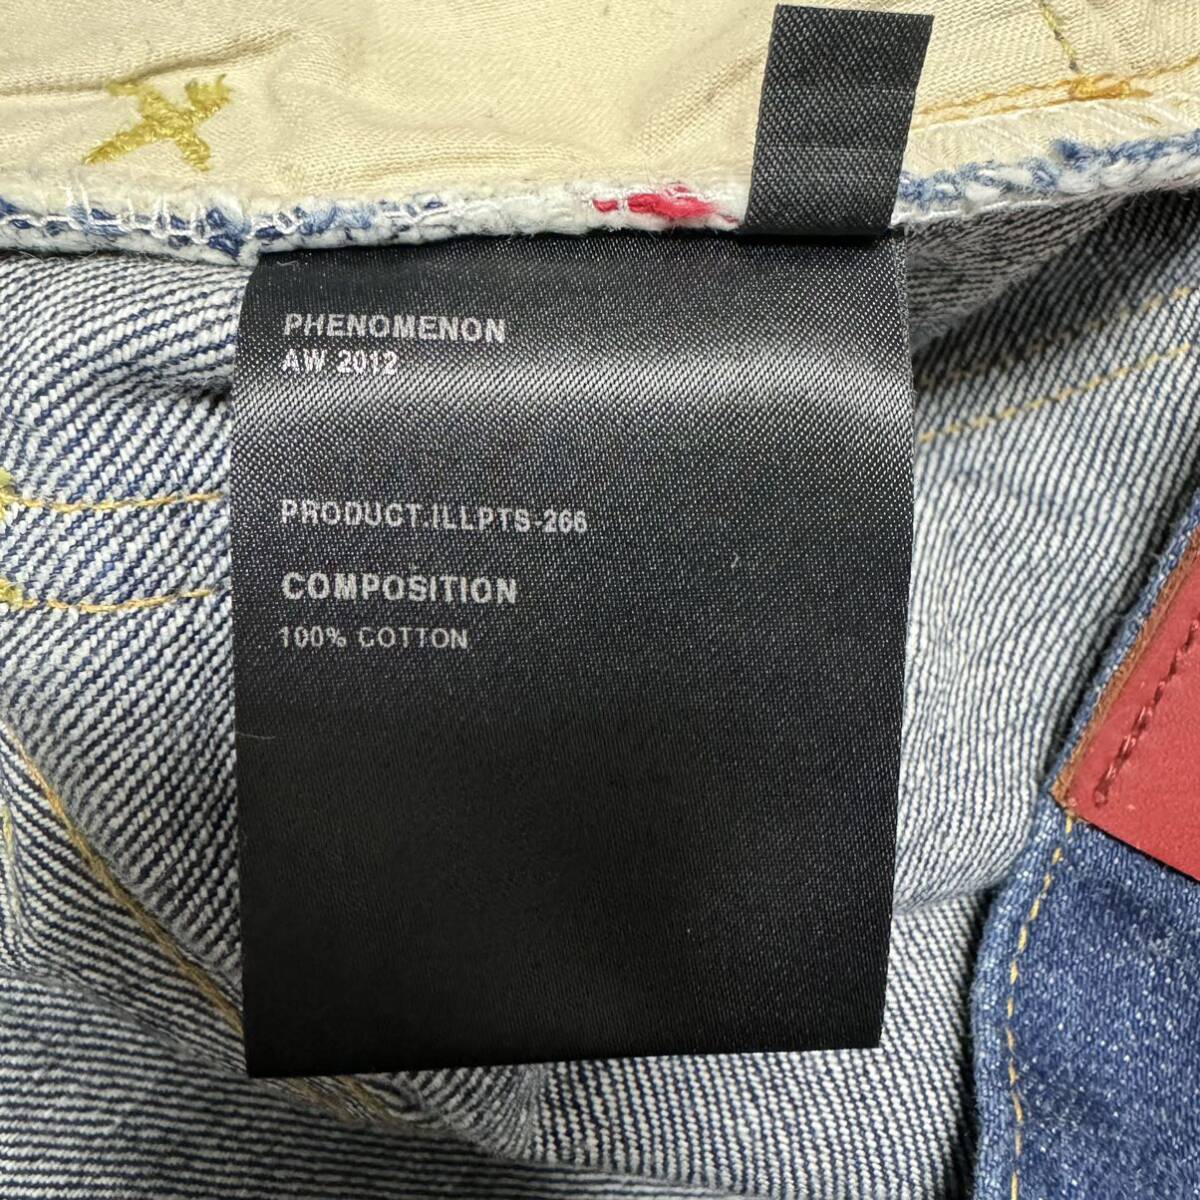 PHENOMENON
AW 2012
PRODUCT.ILLPTS-266
COMPOSITION
100% COTTON